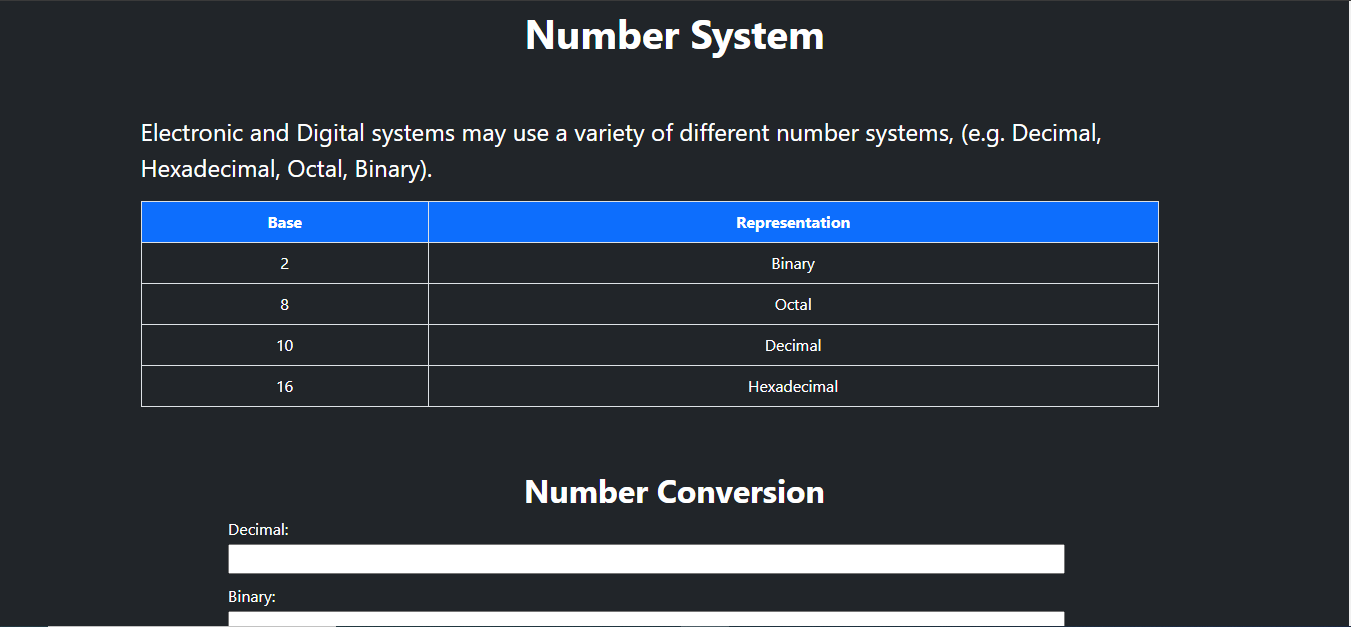 Number System
Electronic and Digital systems may use a variety of different number systems, (e.g. Decimal,
Hexadecimal, Octal, Binary).
Base Representation
2 Binary
8 Octal
10 Decimal
16 Hexadecimal
Number Conversion
Decimal:
Binary: